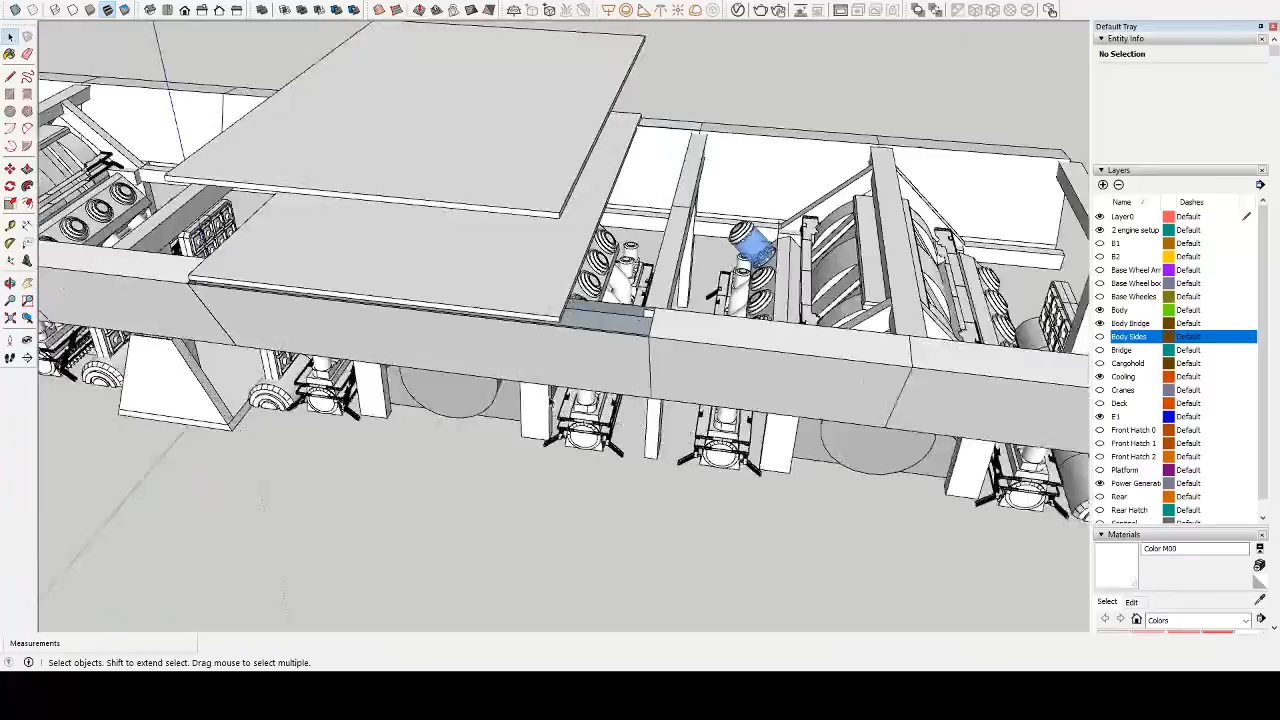 Default Tray
Entity Info
No Selection
Layers
Name Dashes
Layer0 Default
2 engine setup Default
B1 Default
B2 Default
Base Wheel Arr Default
Base Wheel boo Default
Base Wheeles Default
Body Default
Body Bridge Default
Body Sides Default
Bridge Default
Cargohold Default
Cooling Default
Cranes Default
Deck Default
E1 Default
Front Hatch 0 Default
Front Hatch 1 Default
Front Hatch 2 Default
Platform Default
Power Generat Default
Rear Default
Rear Hatch Default
Default
Materials
Color M00
Select Edit
Colors
Measurements
Select objects. Shift to extend select. Drag mouse to select multiple.